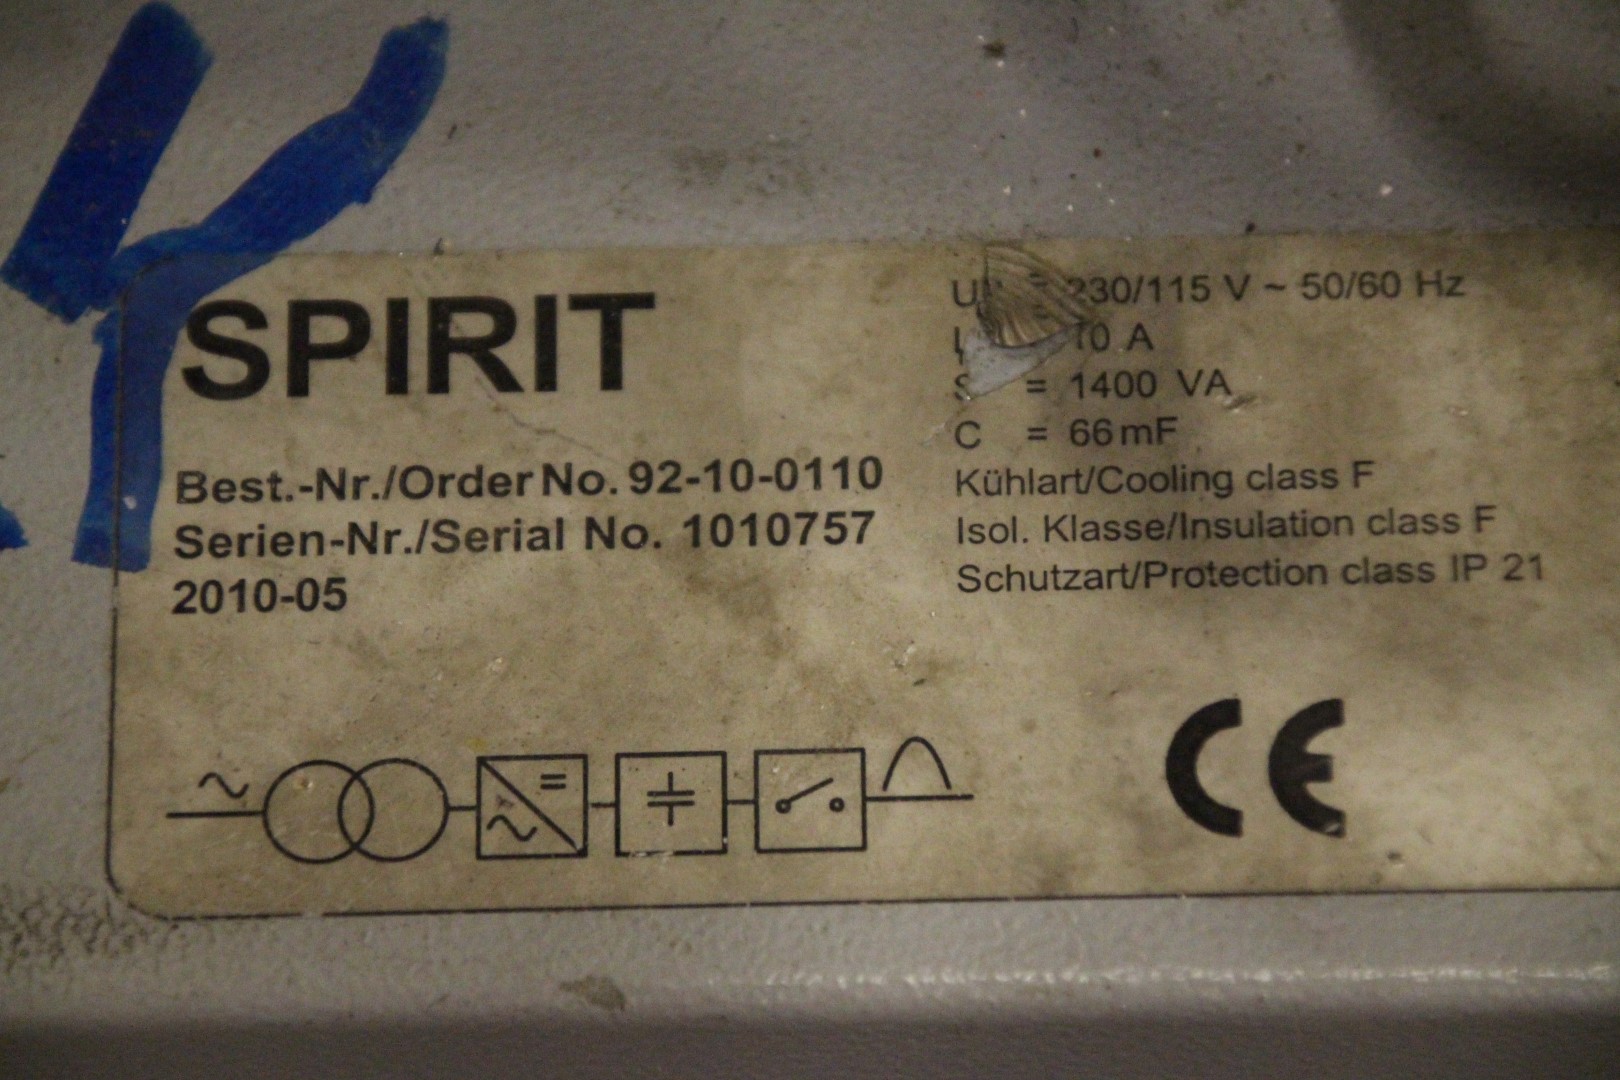 SPIRIT
Best.-Nr./Order No. 92-10-0110
Serien-Nr./Serial No. 1010757
2010-05
U = 230/115 V ~ 50/60 Hz
10 A
S = 1400 VA
C = 66 mF
Kühlart/Cooling class F
Isol. Klasse/Insulation class F
Schutzart/Protection class IP 21
CE